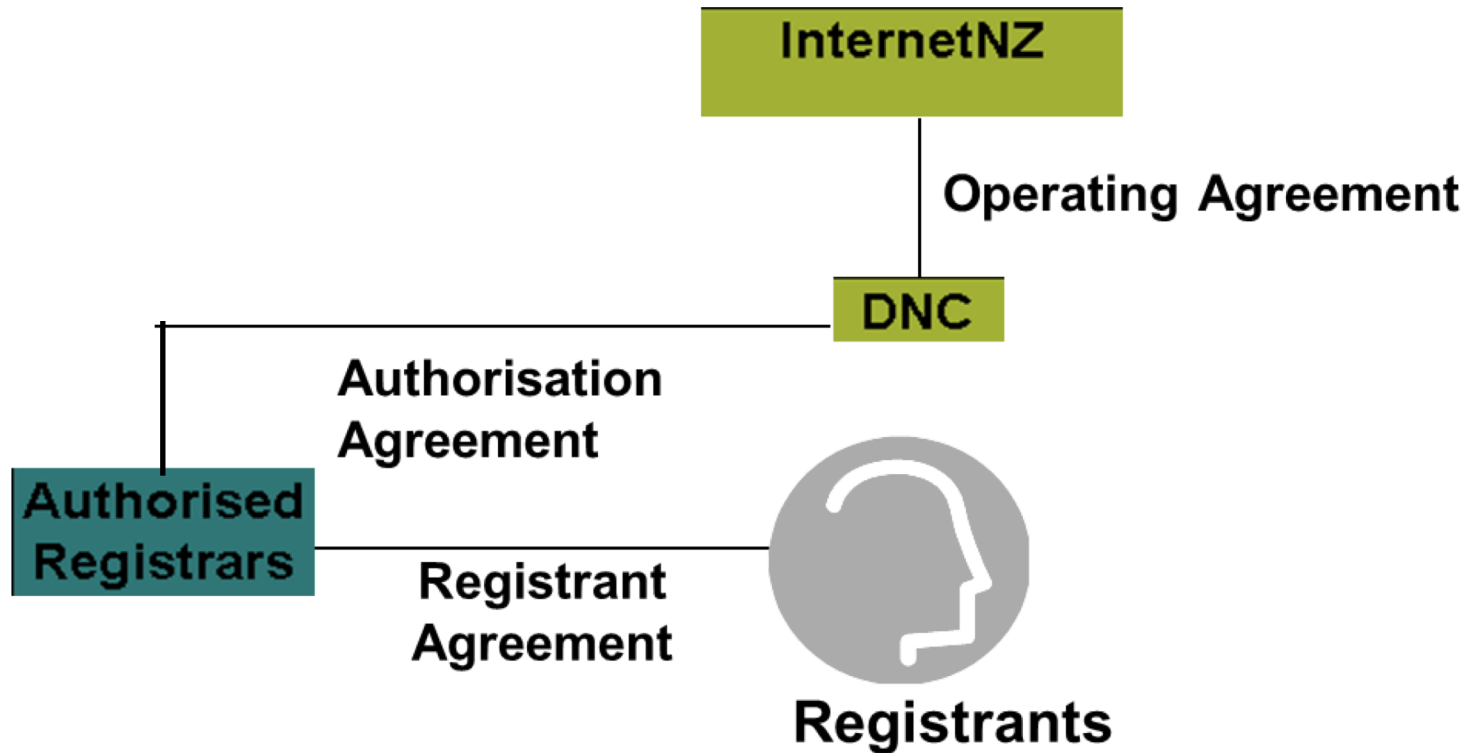 InternetNZ
Operating Agreement
DNC
Authorisation
Agreement
Authorised
Registrars
Registrant
Agreement
Registrants